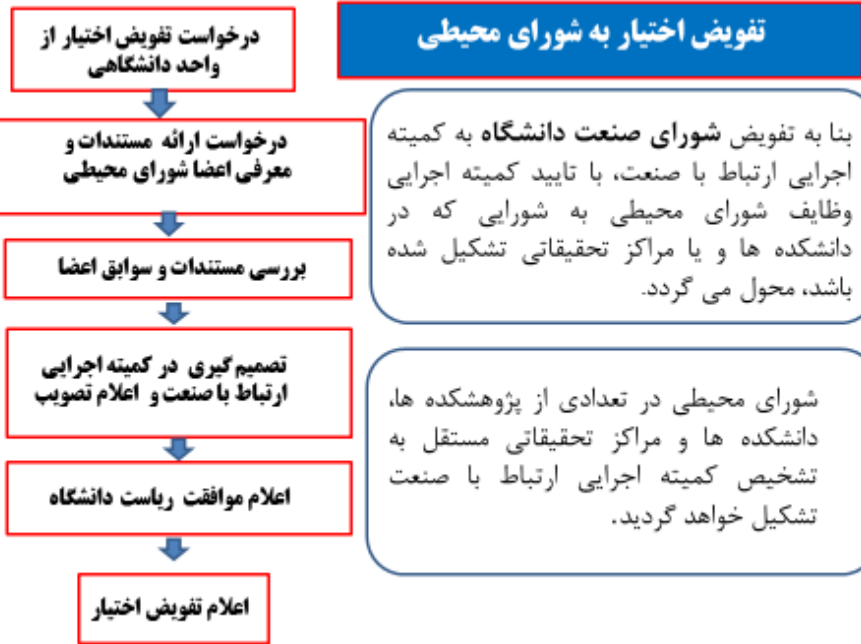 تفویض اختیار به شورای محیطی
بنا به تفویض شورای صنعت دانشگاه به کمیته
اجرایی ارتباط با صنعت، با تایید کمیته اجرایی
وظایف شورای محیطی به شورایی که در
دانشکده ها و یا مراکز تحقیقاتی تشکیل شده
باشد، محول می گردد.
شورای محیطی در تعدادی از پژوهشکده ها،
دانشکده ها و مراکز تحقیقاتی مستقل به
تشخیص کمیته اجرایی ارتباط با صنعت
تشکیل خواهد گردید.
درخواست تفویض اختیار از
واحد دانشگاهی
درخواست ارائه مستندات و
معرفی اعضا شورای محیطی
بررسی مستندات و سوابق اعضا
تصمیم گیری در کمیته اجرایی
ارتباط با صنعت و اعلام تصویب
اعلام موافقت ریاست دانشگاه
اعلام تفویض اختیار